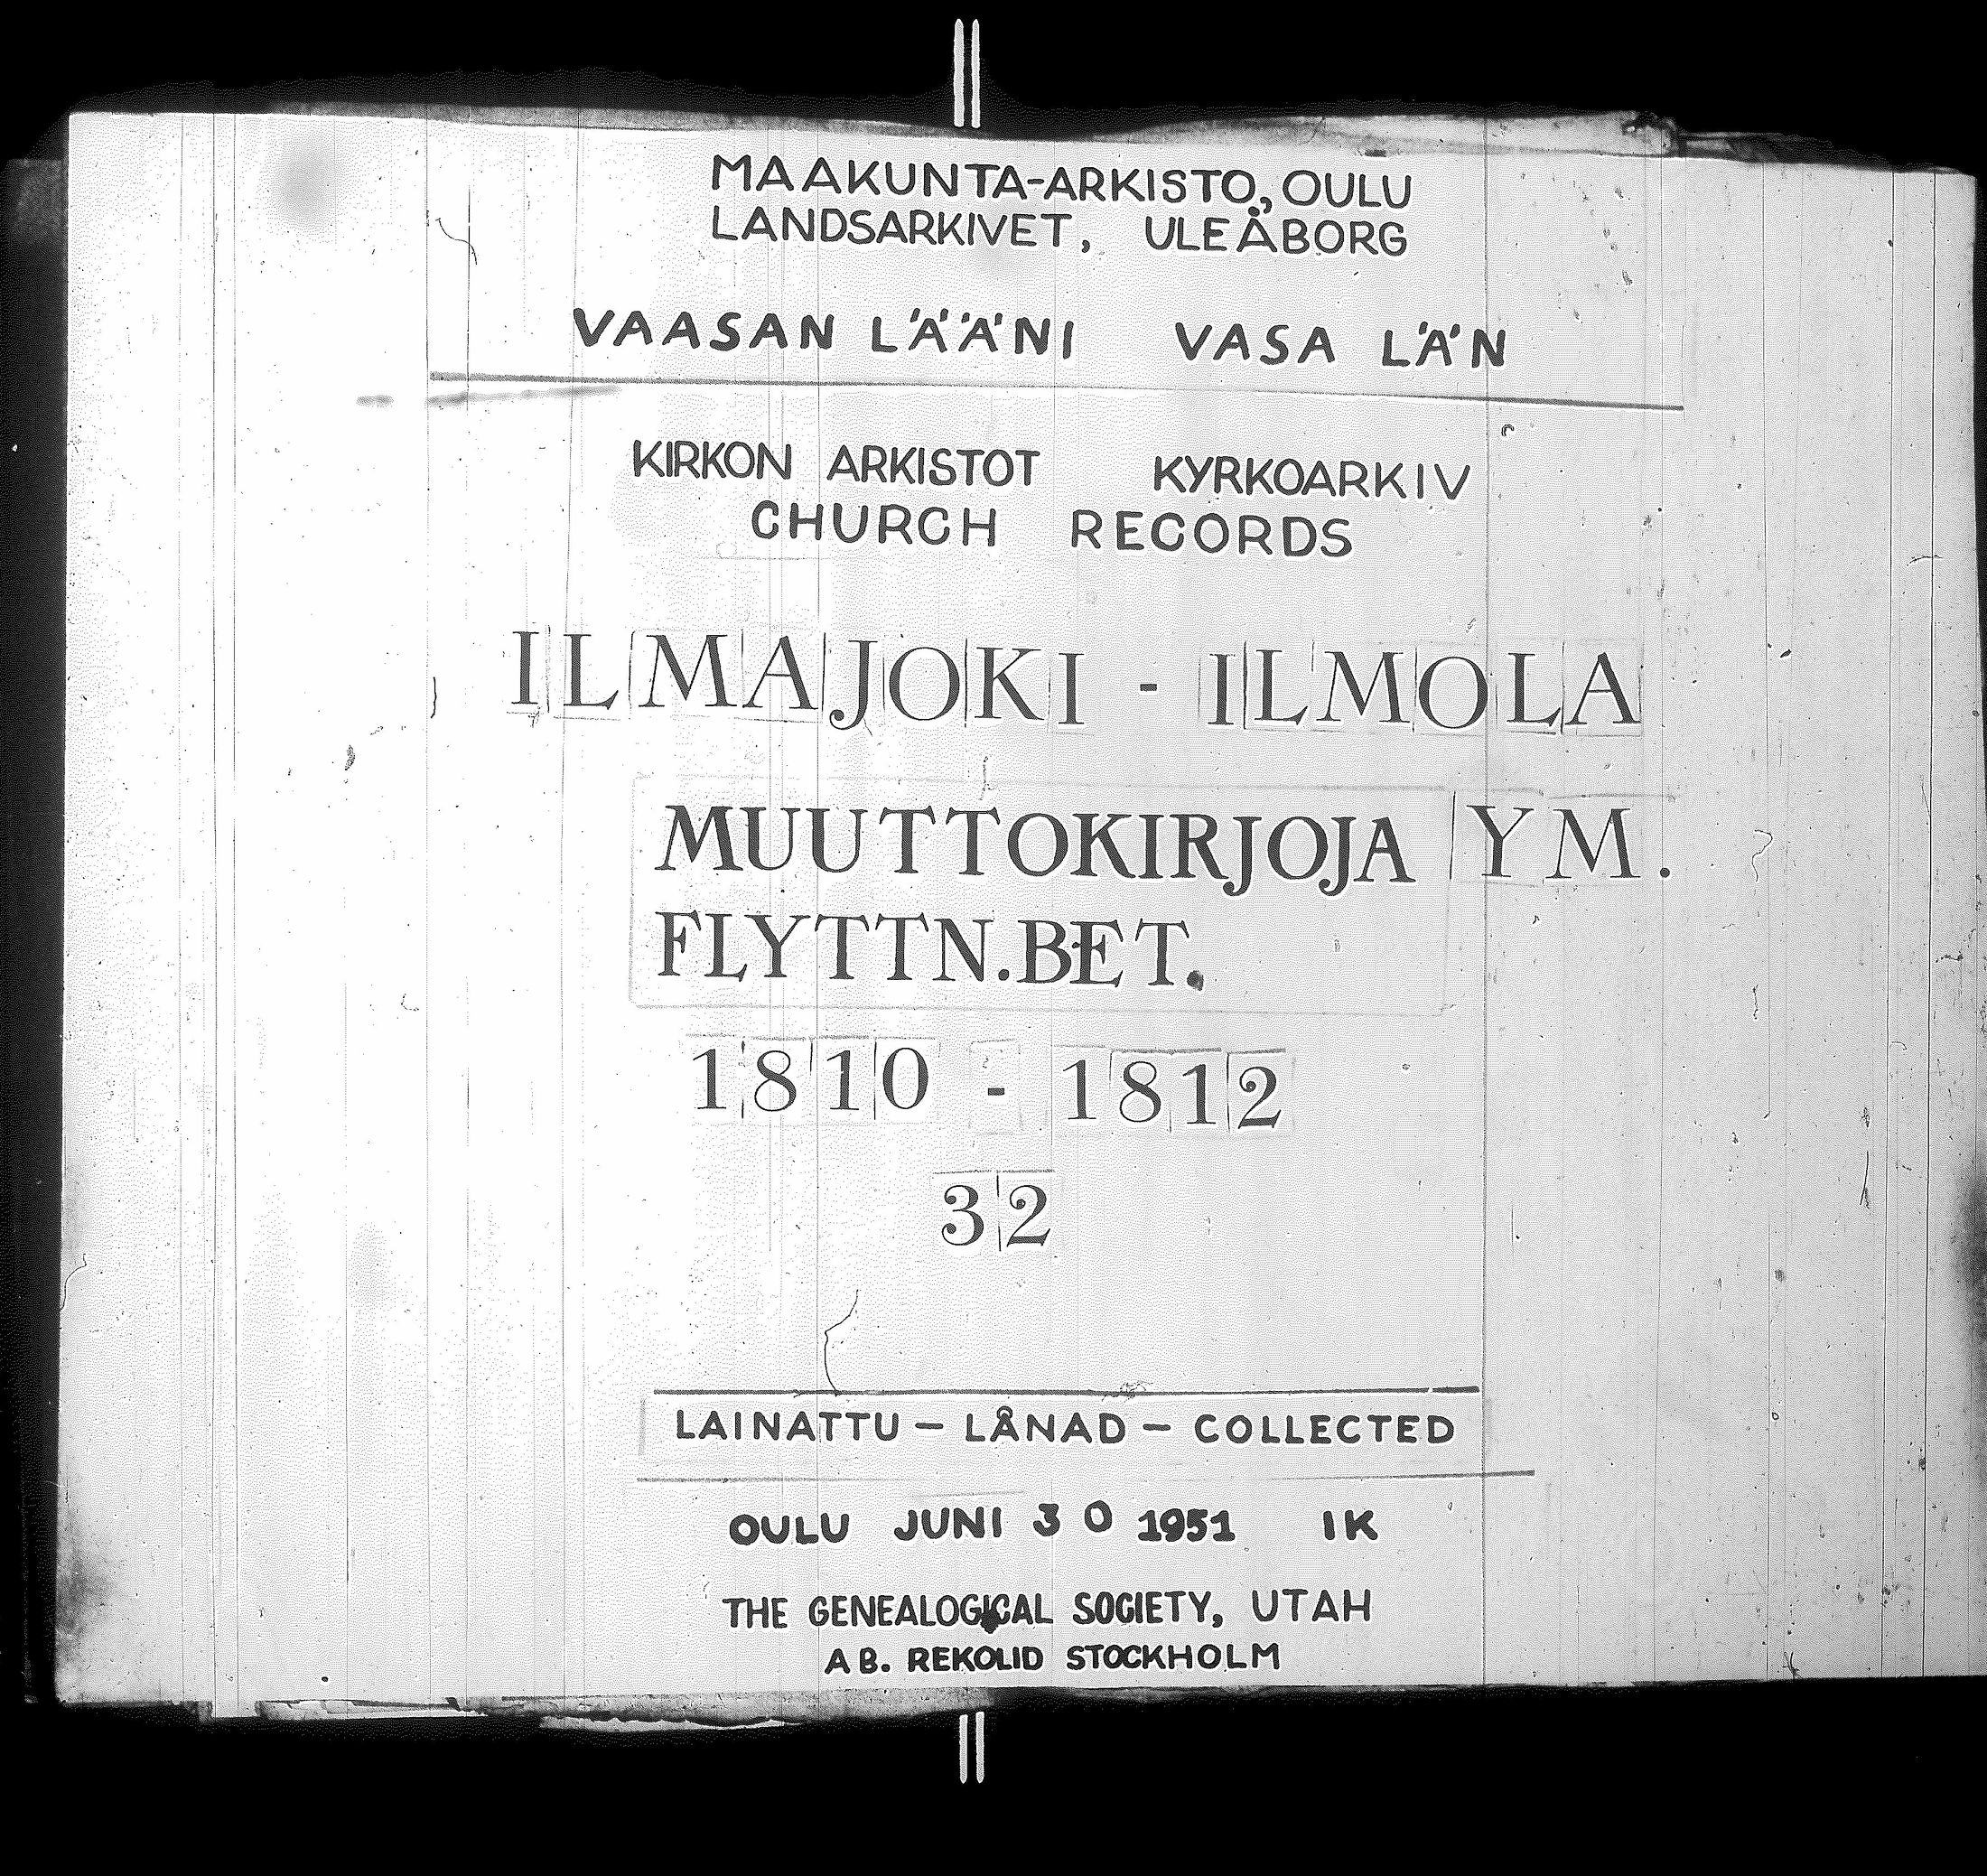 MAAKUNTA-ARKISTO, OULU
LANDSARKIVET, ULEÅBORG
VAASAN LÄÄNI VASA LÄN
KIRKON ARKISTOT KYRKOARKIV
CHURCH RECORDS
ILMAJOKI - ILMOLA
MUUTTOKIRJOJA YM.
FLYTTN.BET.
1810 - 1812
32
LAINATTU - LÅNAD - COLLECTED
OULU JUNI 30 1951 IK
THE GENEALOGICAL SOCIETY, UTAH
AB. REKOLID STOCKHOLM